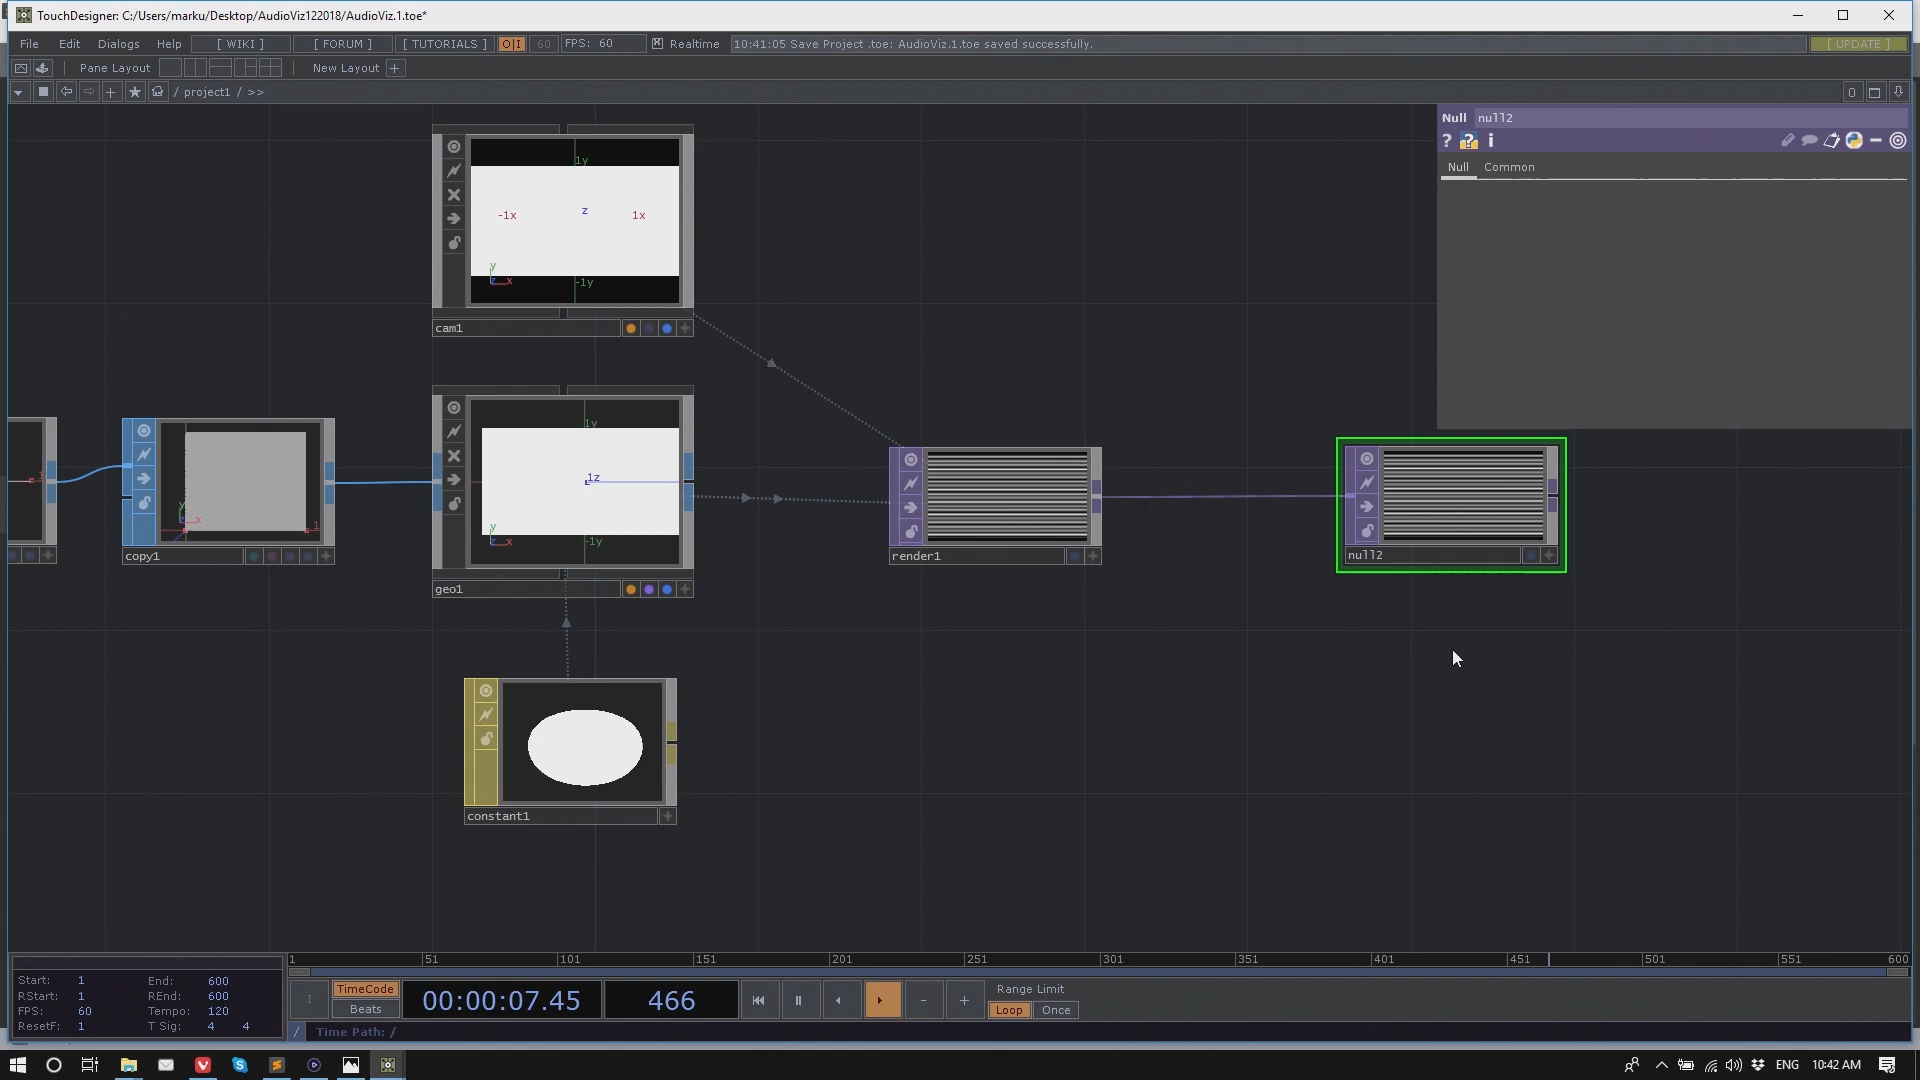 TouchDesigner: C:/Users/marku/Desktop/AudioViz122018/AudioViz.1.toe*
File Edit Dialogs Help [ WIKI ] [ FORUM ] [ TUTORIALS ] O|I 60 FPS: 60 Realtime 10:41:05 Save Project .toe: AudioViz.1.toe saved successfully. [ UPDATE ]
Pane Layout New Layout +
/ project1 / >> 0
Null null2
? ? i
Null Common
1y
-1x z 1x
y
z x -1y
cam1
1y
1z
y
z x -1y
geo1
y
x 1
copy1
render1
null2
constant1
1 51 101 151 201 251 301 351 401 451 501 551 600
Start: 1 End: 600
RStart: 1 REnd: 600
FPS: 60 Tempo: 120
ResetF: 1 T Sig: 4 4
TimeCode
Beats
00:00:07.45 466
Range Limit
Loop Once
/ Time Path: /
ENG 10:42 AM